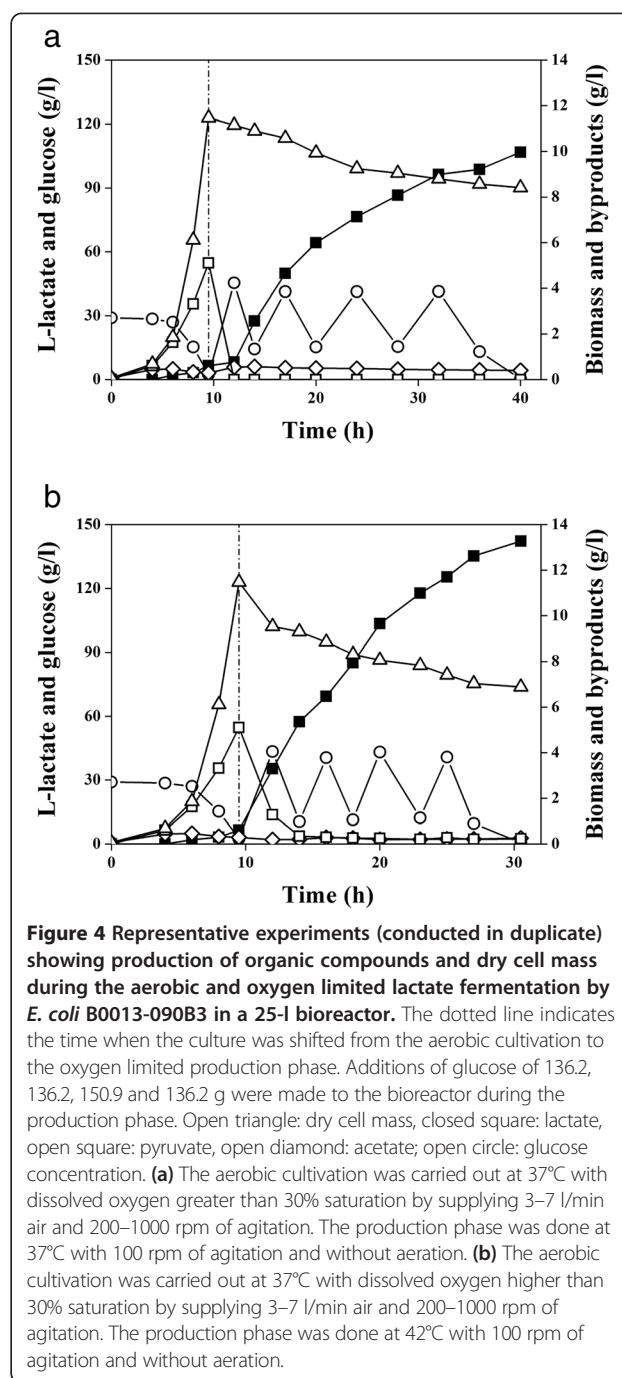 a
150
120
90
60
30
0
14
12
10
8
6
4
2
0
L-lactate and glucose (g/l)
Biomass and byproducts (g/l)
0
10
20
30
40
Time (h)
b
150
120
90
60
30
0
14
12
10
8
6
4
2
0
L-lactate and glucose (g/l)
Biomass and byproducts (g/l)
0
10
20
30
Time (h)
Figure 4 Representative experiments (conducted in duplicate)
showing production of organic compounds and dry cell mass
during the aerobic and oxygen limited lactate fermentation by
E. coli B0013-090B3 in a 25-l bioreactor. The dotted line indicates
the time when the culture was shifted from the aerobic cultivation to
the oxygen limited production phase. Additions of glucose of 136.2,
136.2, 150.9 and 136.2 g were made to the bioreactor during the
production phase. Open triangle: dry cell mass, closed square: lactate,
open square: pyruvate, open diamond: acetate; open circle: glucose
concentration. (a) The aerobic cultivation was carried out at 37°C with
dissolved oxygen greater than 30% saturation by supplying 3–7 l/min
air and 200–1000 rpm of agitation. The production phase was done at
37°C with 100 rpm of agitation and without aeration. (b) The aerobic
cultivation was carried out at 37°C with dissolved oxygen higher than
30% saturation by supplying 3–7 l/min air and 200–1000 rpm of
agitation. The production phase was done at 42°C with 100 rpm of
agitation and without aeration.